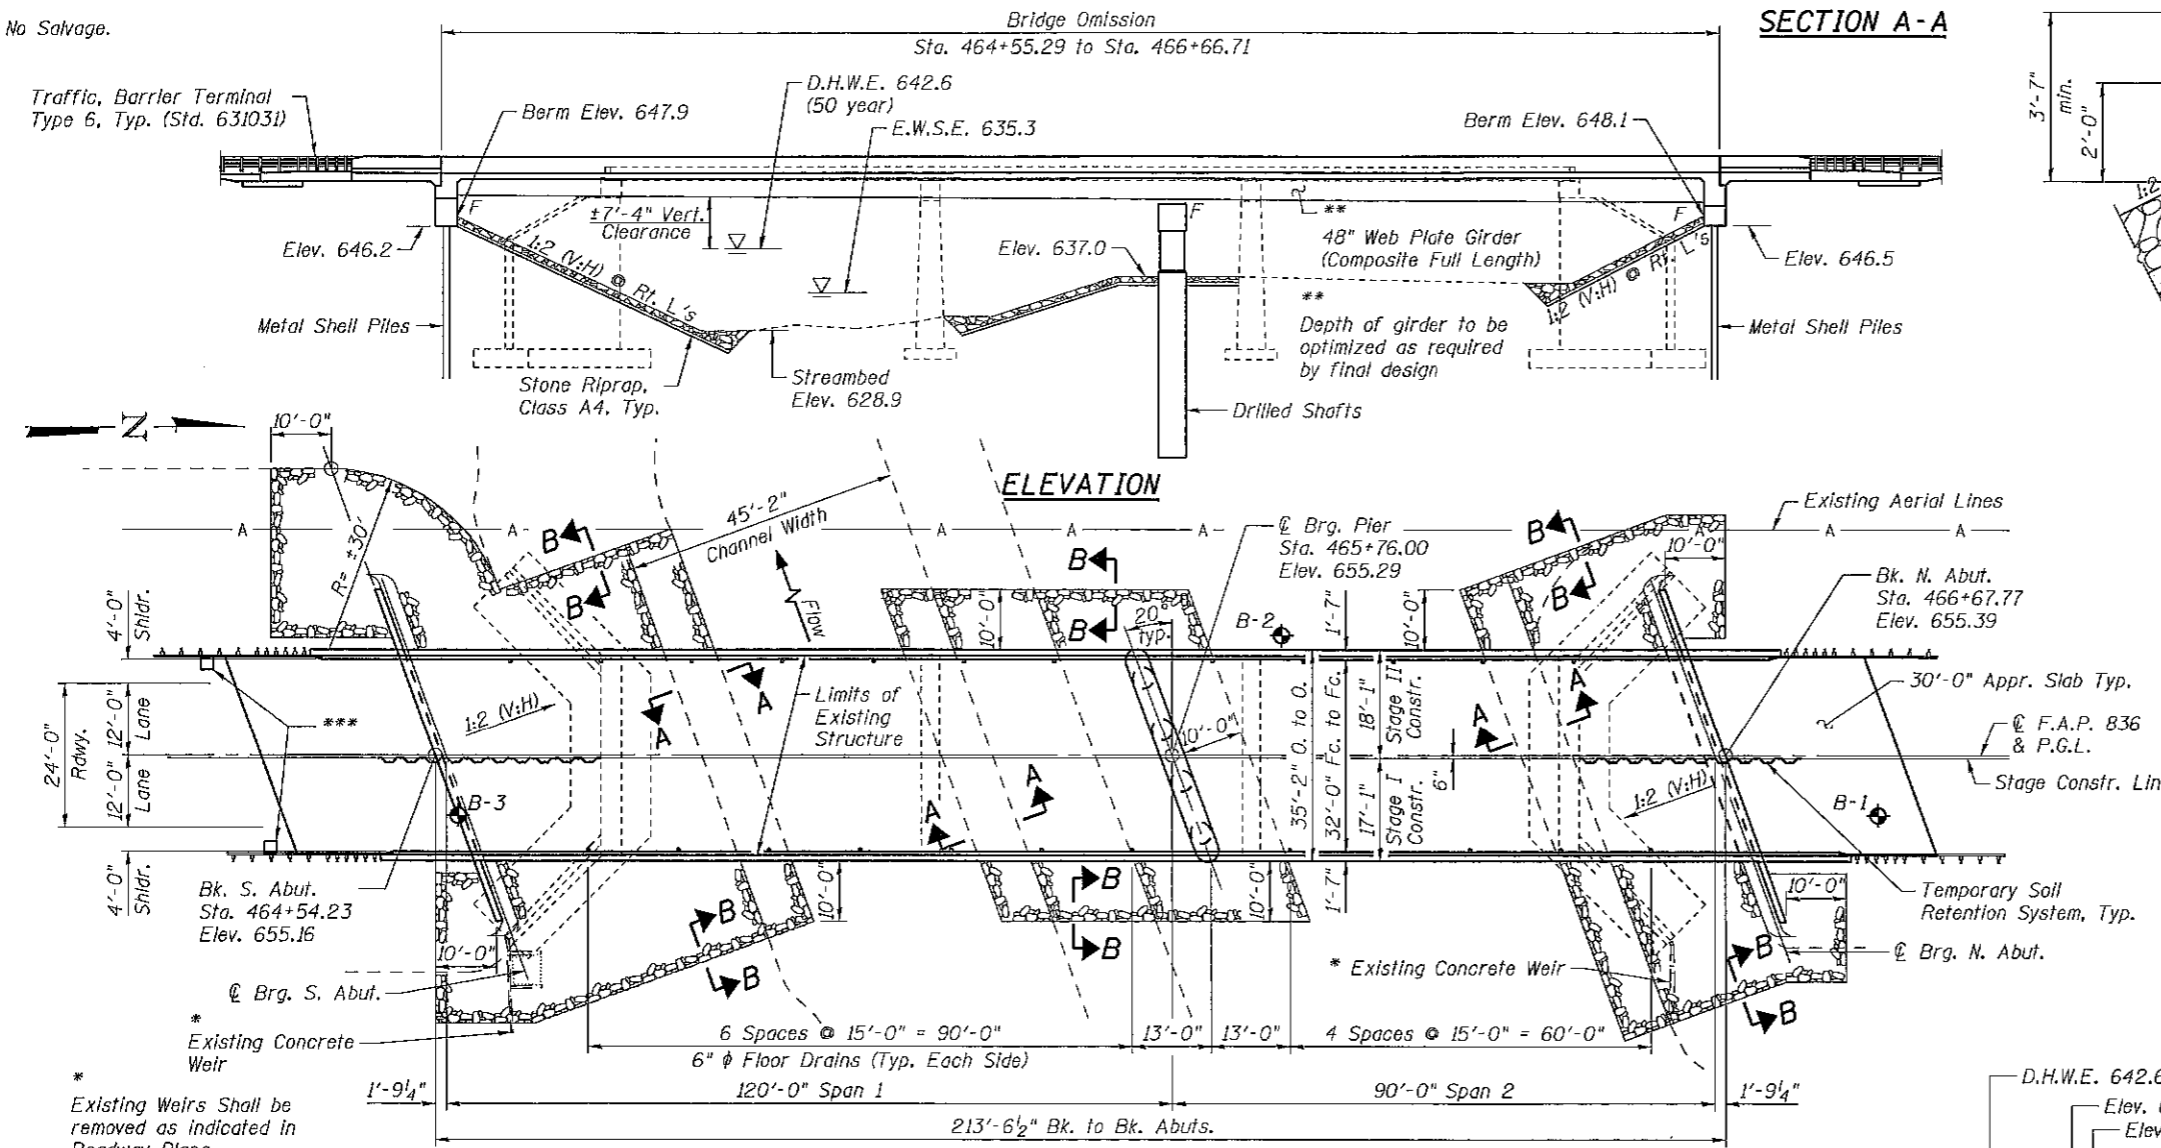 No Salvage.
Bridge Omission
Sta. 464+55.29 to Sta. 466+66.71
SECTION A-A
3'-7"
min.
2'-0"
1:2
Traffic, Barrier Terminal
Type 6, Typ. (Std. 631031)
Berm Elev. 647.9
D.H.W.E. 642.6
(50 year)
E.W.S.E. 635.3
Berm Elev. 648.1
F
±7'-4" Vert.
Clearance
F
**
F
Elev. 646.2
1:2 (V:H) @ Rt. L's
Elev. 637.0
48" Web Plate Girder
(Composite Full Length)
1:2 (V:H) @ Rt. L's
Elev. 646.5
Metal Shell Piles
**
Depth of girder to be
optimized as required
by final design
Metal Shell Piles
Stone Riprap,
Class A4, Typ.
Streambed
Elev. 628.9
Drilled Shafts
N
10'-0"
ELEVATION
Existing Aerial Lines
A A A A A A A A A
45'-2"
Channel Width
B B
B B
B B
R= ±30'
Flow
℄ Brg. Pier
Sta. 465+76.00
Elev. 655.29
10'-0"
Bk. N. Abut.
Sta. 466+67.77
Elev. 655.39
4'-0"
Shldr.
10'-0"
20°
typ.
B-2
1'-7"
10'-0"
24'-0"
Rdwy.
12'-0"
Lane
12'-0"
Lane
***
1:2 (V:H)
A A
Limits of
Existing
Structure
10'-0"
35'-2" O. to O.
32'-0" Fc. to Fc.
18'-1"
Stage II
Constr.
17'-1"
Stage I
Constr.
6"
A A
30'-0" Appr. Slab Typ.
℄ F.A.P. 836
& P.G.L.
Stage Constr. Lin
B-3
A A
1:2 (V:H)
B-1
4'-0"
Shldr.
Bk. S. Abut.
Sta. 464+54.23
Elev. 655.16
10'-0"
10'-0"
1'-7"
10'-0"
Temporary Soil
Retention System, Typ.
B B
B B
10'-0"
℄ Brg. S. Abut.
* Existing Concrete Weir
B B
℄ Brg. N. Abut.
*
Existing Concrete
Weir
6 Spaces @ 15'-0" = 90'-0"
13'-0"
13'-0"
4 Spaces @ 15'-0" = 60'-0"
6" ϕ Floor Drains (Typ. Each Side)
*
Existing Weirs Shall be
removed as indicated in
Roadway Plans
1'-9¼"
120'-0" Span 1
90'-0" Span 2
1'-9¼"
213'-6½" Bk. to Bk. Abuts.
D.H.W.E. 642.6
Elev.
Elev